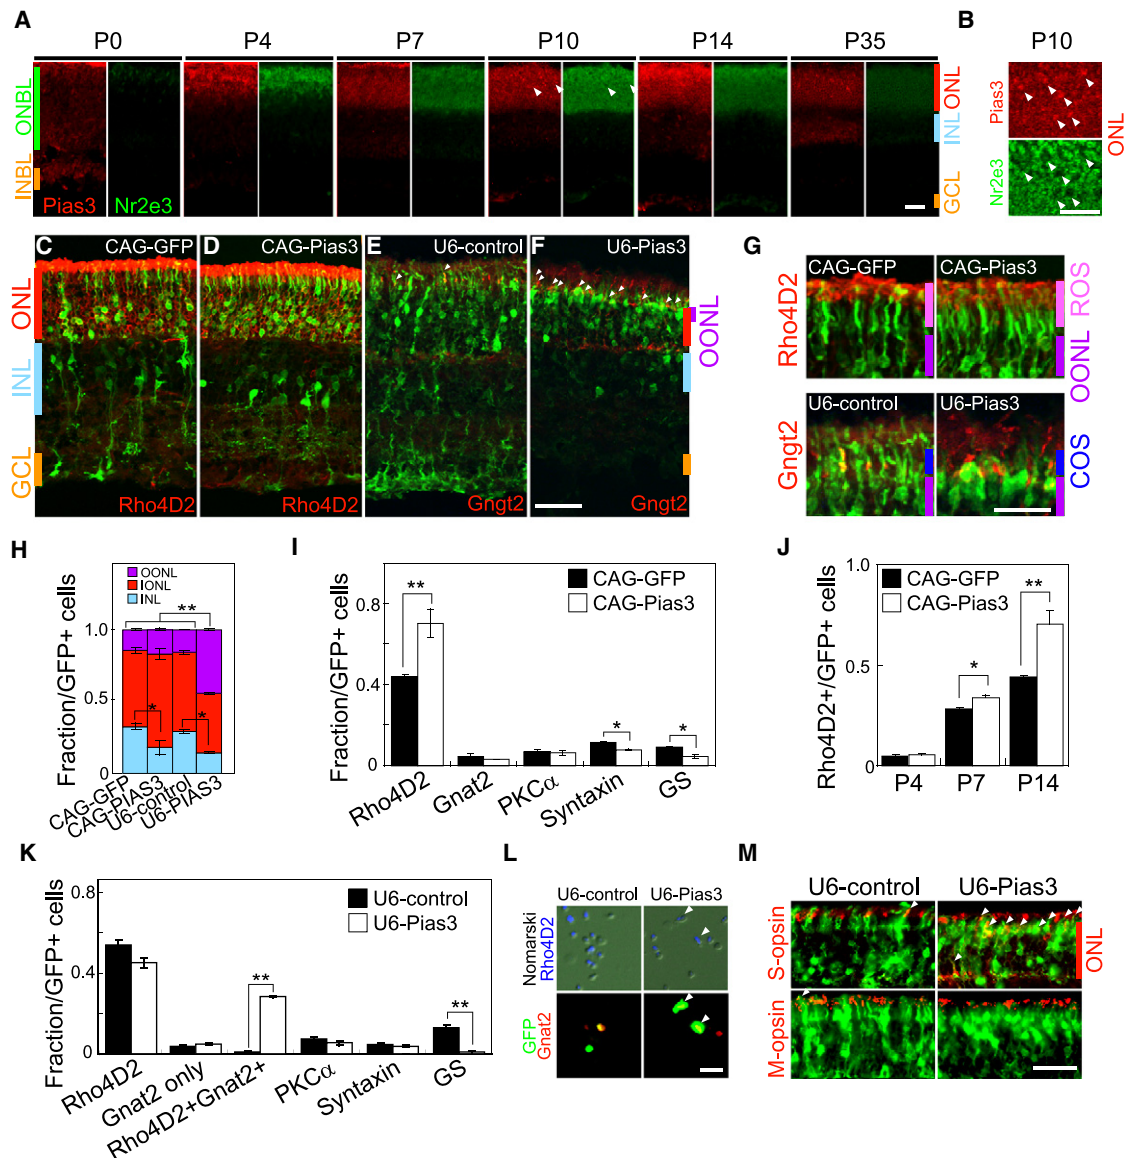 A
P0 P4 P7 P10 P14 P35
ONBL
INBL
Pias3 Nr2e3
ONL
INL
GCL
B
P10
Pias3
Nr2e3
ONL
C CAG-GFP
D CAG-Pias3
E U6-control
F U6-Pias3
ONL
INL
GCL
Rho4D2
Rho4D2
Gngt2
Gngt2
OONL
G
CAG-GFP CAG-Pias3
Rho4D2
ROS
OONL
U6-control U6-Pias3
Gngt2
COS
H
OONL
IONL
INL
**
1.0
0.5
0
*
*
Fraction/GFP+ cells
CAG-GFP
CAG-PIAS3
U6-control
U6-PIAS3
I
CAG-GFP
CAG-Pias3
Fraction/GFP+ cells
0.8
0.4
0
**
*
*
Rho4D2
Gnat2
PKCα
Syntaxin
GS
J
CAG-GFP
CAG-Pias3
Rho4D2+/GFP+ cells
1.0
0.5
0
*
**
P4 P7 P14
K
U6-control
U6-Pias3
Fraction/GFP+ cells
0.8
0.4
0
**
**
Rho4D2
Gnat2 only
Rho4D2+Gnat2+
PKCα
Syntaxin
GS
L
U6-control U6-Pias3
Nomarski
Rho4D2
GFP
Gnat2
M
U6-control U6-Pias3
S-opsin
M-opsin
ONL